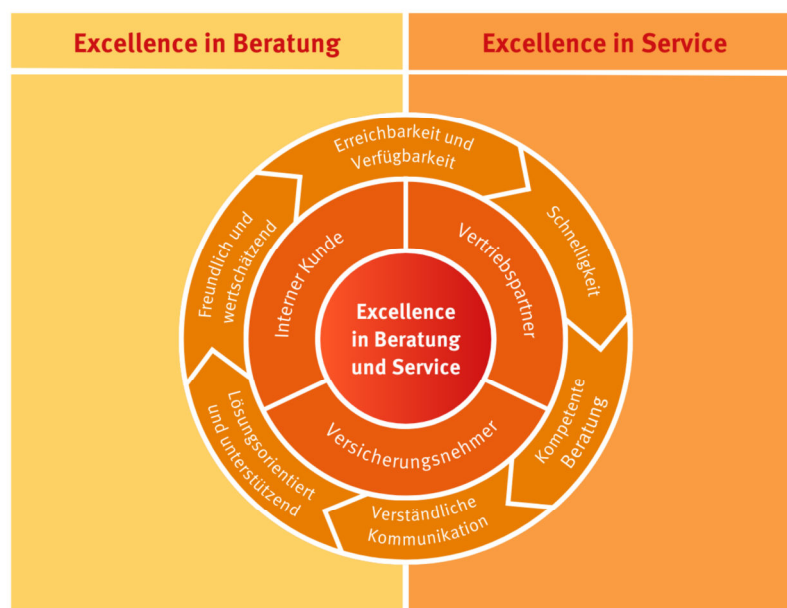 Excellence in Beratung
Excellence in Service
Erreichbarkeit und
Verfügbarkeit
Schnelligkeit
Kompetente
Beratung
Verständliche
Kommunikation
Lösungsorientiert
und unterstützend
Freundlich und
wertschätzend
Interner Kunde
Vertriebspartner
Versicherungsnehmer
Excellence
in Beratung
und Service